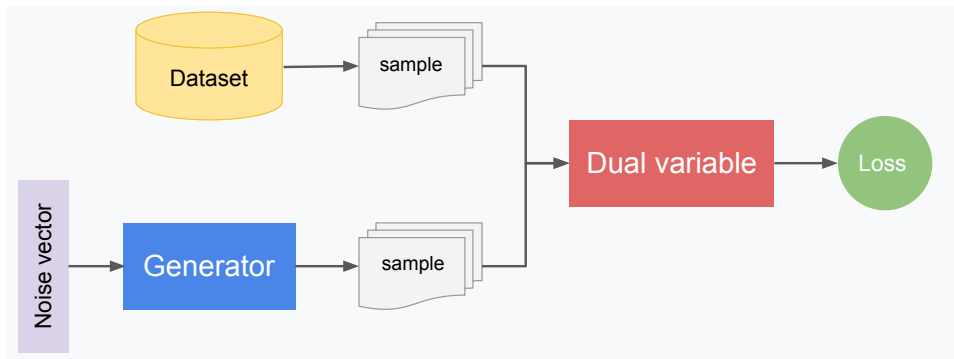 Dataset
sample
Dual variable
Loss
Noise vector
Generator
sample